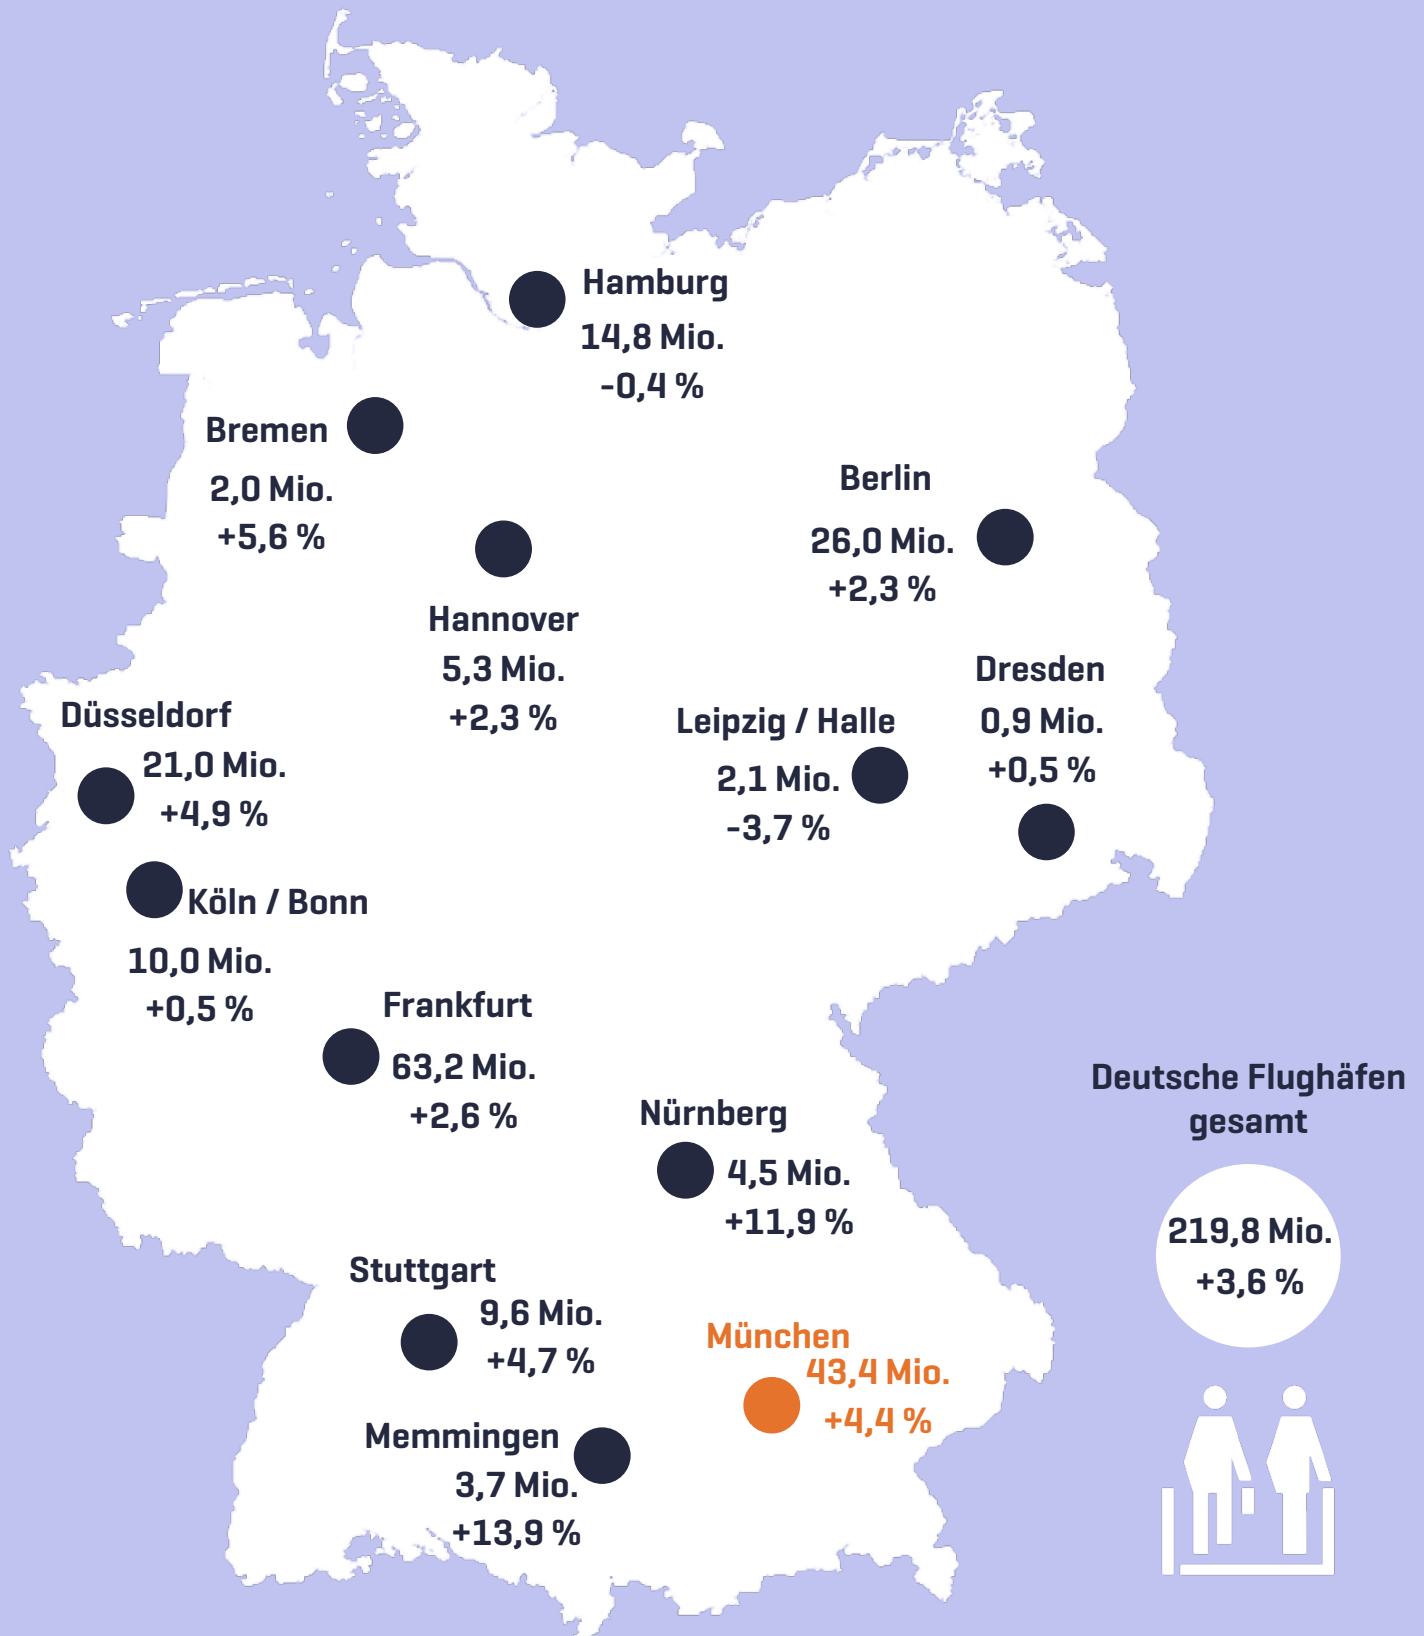 Hamburg
14,8 Mio.
-0,4 %
Bremen
2,0 Mio.
+5,6 %
Berlin
26,0 Mio.
+2,3 %
Hannover
5,3 Mio.
+2,3 %
Dresden
0,9 Mio.
+0,5 %
Düsseldorf
21,0 Mio.
+4,9 %
Leipzig / Halle
2,1 Mio.
-3,7 %
Köln / Bonn
10,0 Mio.
+0,5 %
Frankfurt
63,2 Mio.
+2,6 %
Nürnberg
4,5 Mio.
+11,9 %
Deutsche Flughäfen
gesamt
219,8 Mio.
+3,6 %
Stuttgart
9,6 Mio.
+4,7 %
München
43,4 Mio.
+4,4 %
Memmingen
3,7 Mio.
+13,9 %